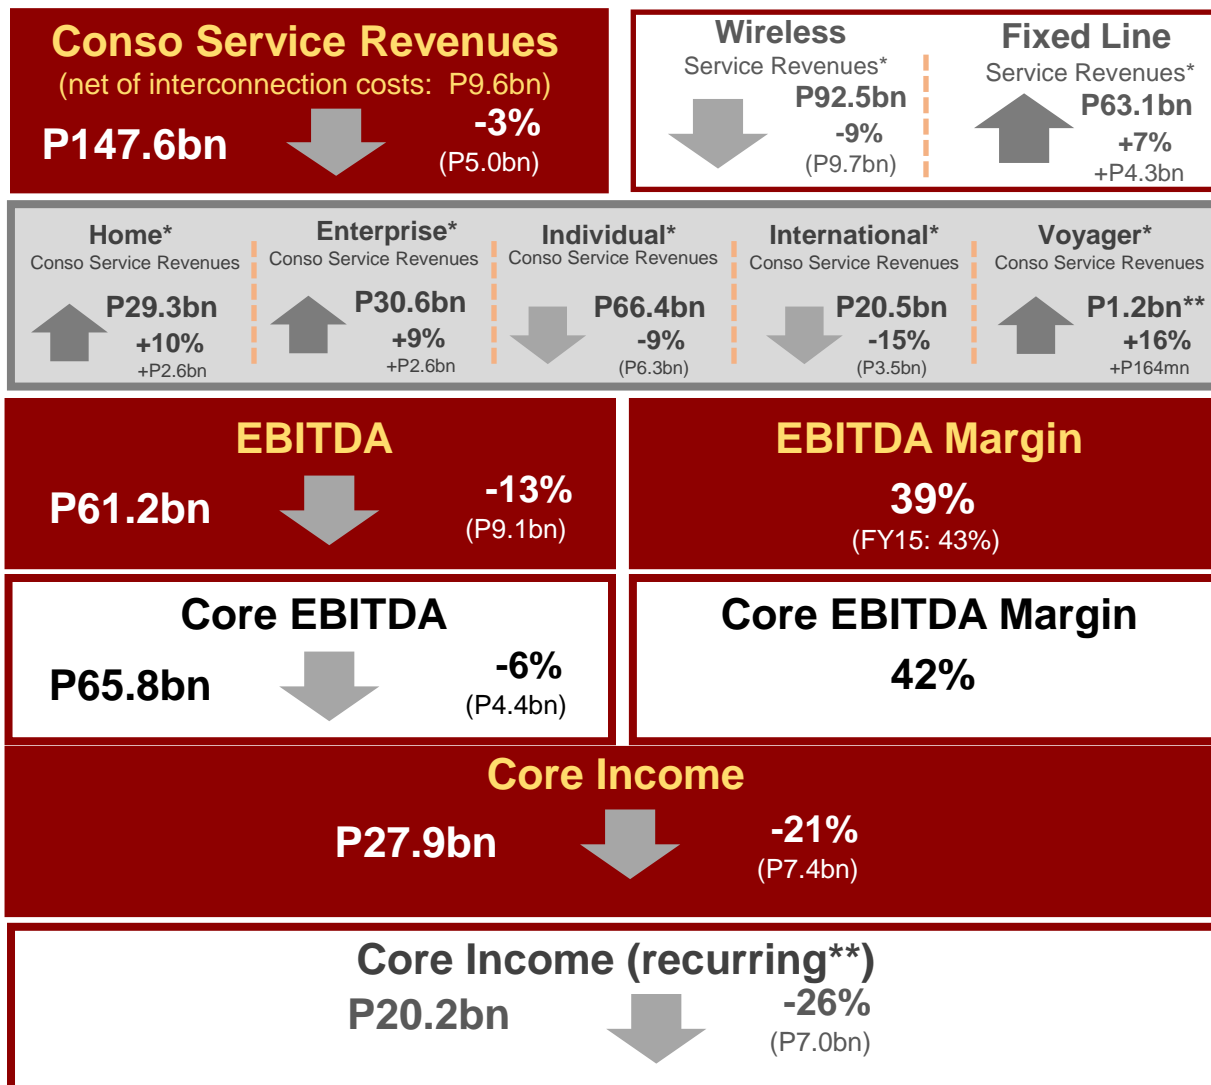 Conso Service Revenues
(net of interconnection costs: P9.6bn)
P147.6bn
-3%
(P5.0bn)
Wireless
Service Revenues*
P92.5bn
-9%
(P9.7bn)
Fixed Line
Service Revenues*
P63.1bn
+7%
+P4.3bn
Home*
Conso Service Revenues
P29.3bn
+10%
+P2.6bn
Enterprise*
Conso Service Revenues
P30.6bn
+9%
+P2.6bn
Individual*
Conso Service Revenues
P66.4bn
-9%
(P6.3bn)
International*
Conso Service Revenues
P20.5bn
-15%
(P3.5bn)
Voyager*
Conso Service Revenues
P1.2bn**
+16%
+P164mn
EBITDA
P61.2bn
-13%
(P9.1bn)
EBITDA Margin
39%
(FY15: 43%)
Core EBITDA
P65.8bn
-6%
(P4.4bn)
Core EBITDA Margin
42%
Core Income
P27.9bn
-21%
(P7.4bn)
Core Income (recurring**)
P20.2bn
-26%
(P7.0bn)